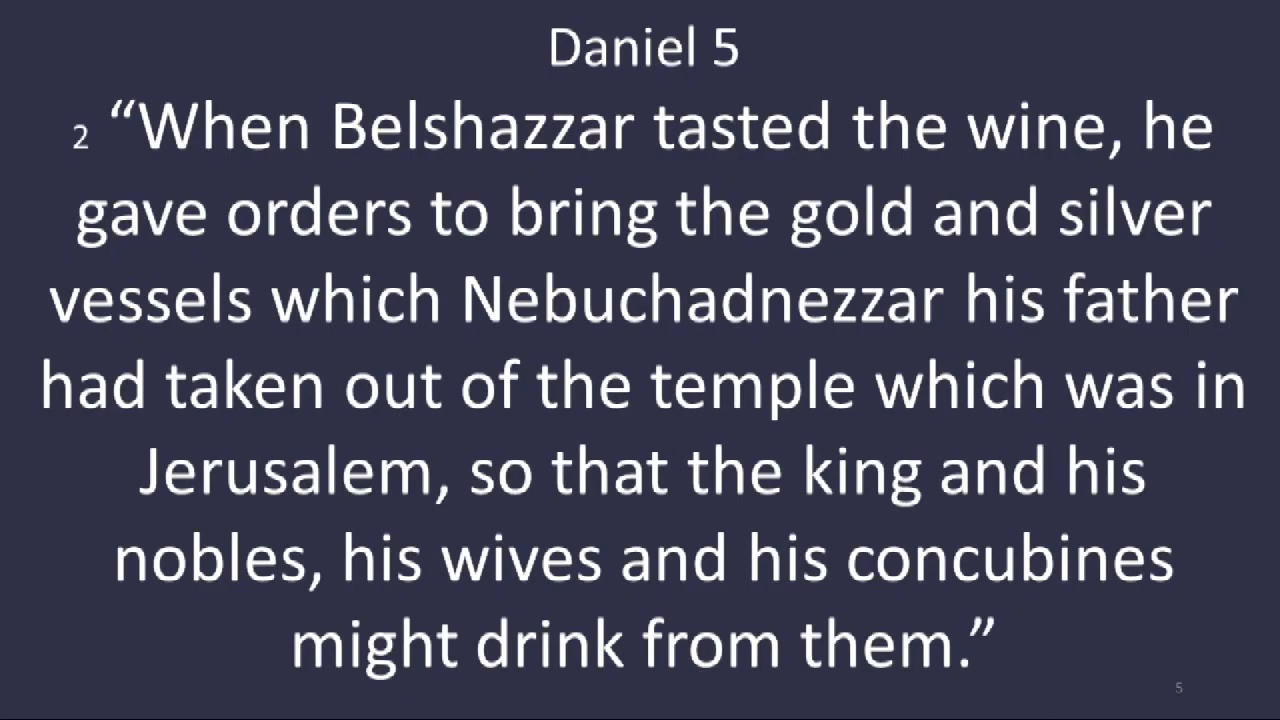 Daniel 5
2 “When Belshazzar tasted the wine, he
gave orders to bring the gold and silver
vessels which Nebuchadnezzar his father
had taken out of the temple which was in
Jerusalem, so that the king and his
nobles, his wives and his concubines
might drink from them.”
5